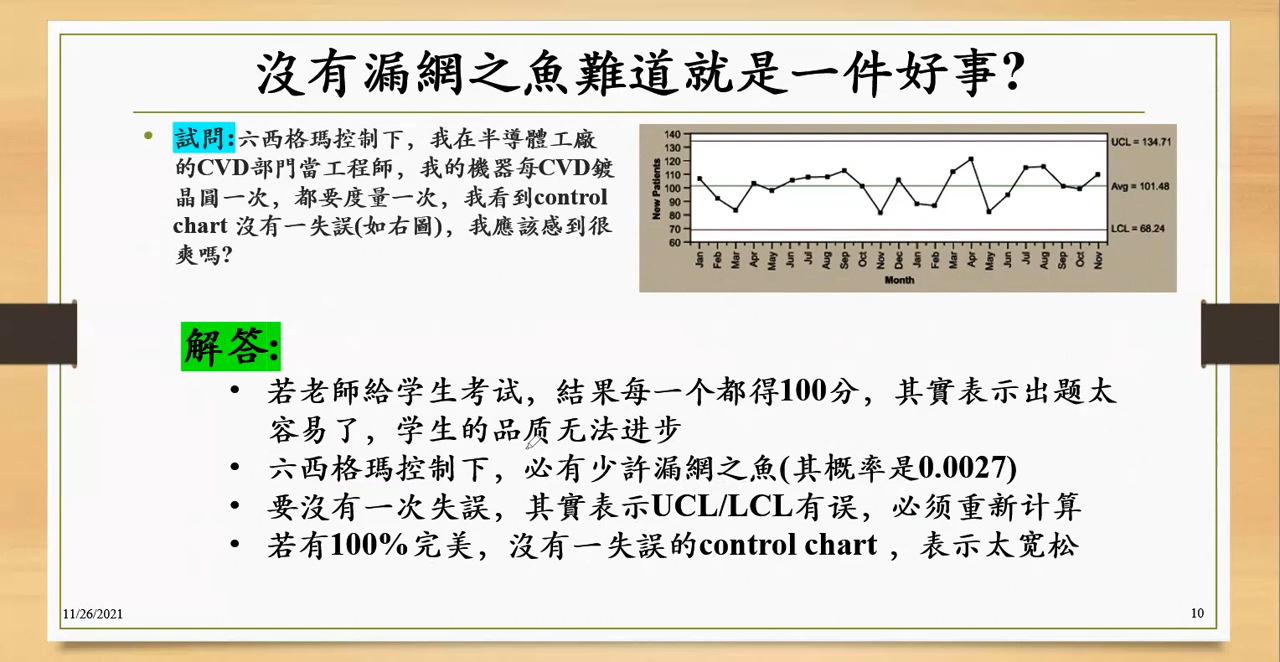 沒有漏網之魚難道就是一件好事?
• 試問:六西格瑪控制下，我在半導體工廠
的CVD部門當工程師，我的機器每CVD鍍
晶圓一次，都要度量一次，我看到control
chart 沒有一失誤(如右圖)，我應該感到很
爽嗎?
140
130
120
110
100
90
80
70
60
New Patients
UCL = 134.71
Avg = 101.48
LCL = 68.24
Jan Feb Mar Apr May Jun Jul Aug Sep Oct Nov Dec Jan Feb Mar Apr May Jun Jul Aug Sep Oct Nov
Month
解答:
• 若老師給学生考试，結果每一个都得100分，其實表示出题太
容易了，学生的品质无法进步
• 六西格瑪控制下，必有少許漏網之魚(其概率是0.0027)
• 要沒有一次失誤，其實表示UCL/LCL有误，必须重新计算
• 若有100%完美，沒有一失誤的control chart ，表示太宽松
11/26/2021
10